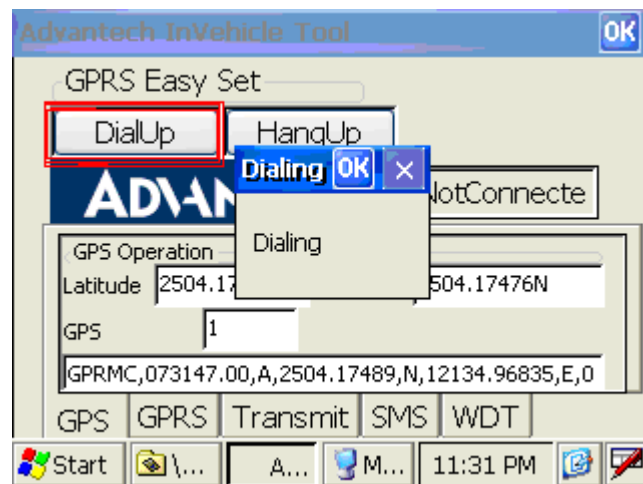 Advantech InVehicle Tool OK
GPRS Easy Set
DialUp HangUp
Dialing OK
NotConnecte
Dialing
GPS Operation
Latitude 2504.17 504.17476N
GPS 1
GPRMC,073147.00,A,2504.17489,N,12134.96835,E,0
GPS GPRS Transmit SMS WDT
Start \... A... M... 11:31 PM